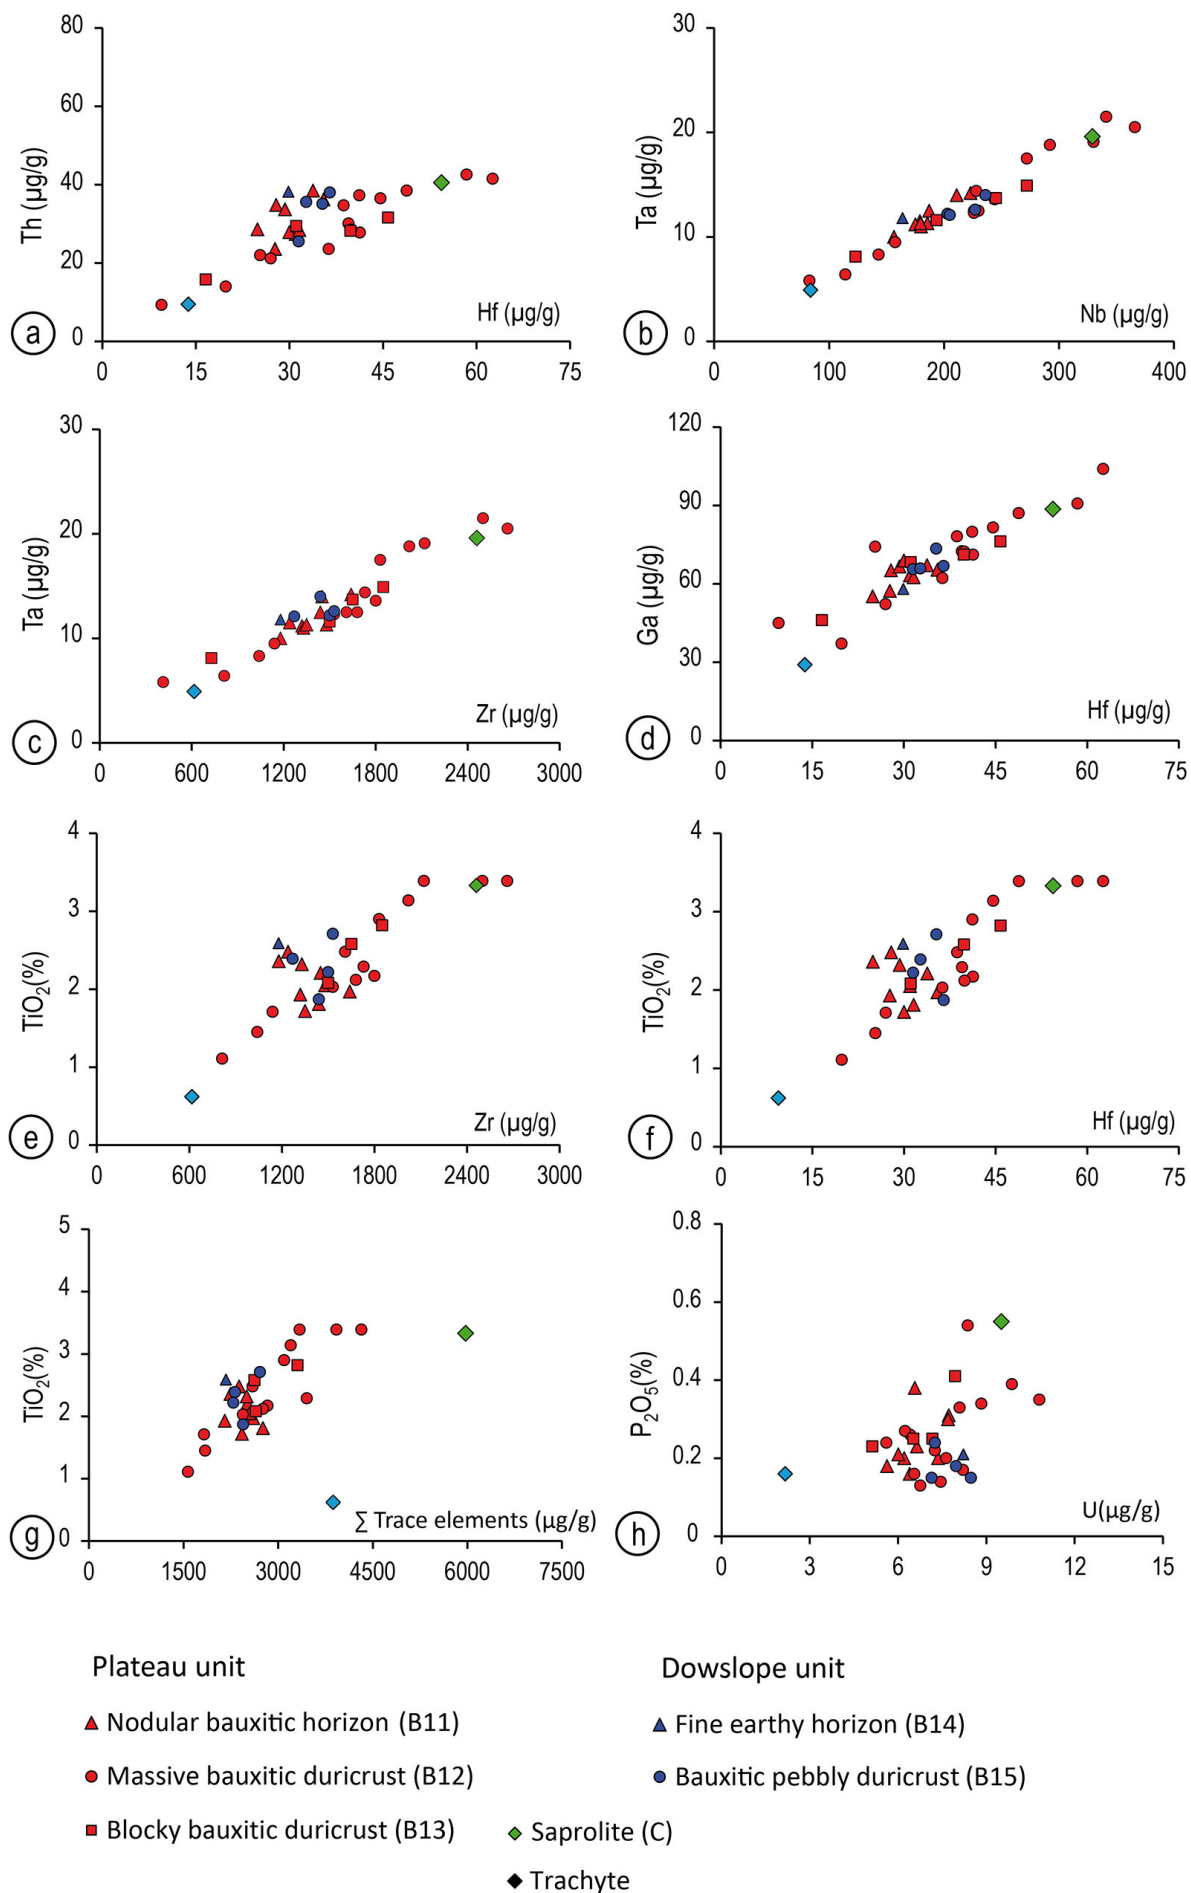 80
60
40
20
0
Th (µg/g)
Hf (µg/g)
a
0 15 30 45 60 75
30
20
10
0
Ta (µg/g)
Nb (µg/g)
b
0 100 200 300 400
30
20
10
0
Ta (µg/g)
Zr (µg/g)
c
0 600 1200 1800 2400 3000
120
90
60
30
0
Ga (µg/g)
Hf (µg/g)
d
0 15 30 45 60 75
4
3
2
1
0
TiO₂(%)
Zr (µg/g)
e
0 600 1200 1800 2400 3000
4
3
2
1
0
TiO₂(%)
Hf (µg/g)
f
0 15 30 45 60 75
5
4
3
2
1
0
TiO₂(%)
∑ Trace elements (µg/g)
g
0 1500 3000 4500 6000 7500
0.8
0.6
0.4
0.2
0
P₂O₅(%)
U(µg/g)
h
0 3 6 9 12 15
Plateau unit
Nodular bauxitic horizon (B11)
Massive bauxitic duricrust (B12)
Blocky bauxitic duricrust (B13)
Dowslope unit
Fine earthy horizon (B14)
Bauxitic pebbly duricrust (B15)
Saprolite (C)
Trachyte